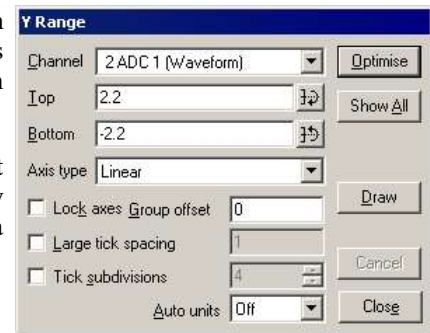 Y Range
Channel 2 ADC 1 (Waveform) Optimise
Top 2.2 Show All
Bottom -2.2
Axis type Linear
Lock axes Group offset 0 Draw
Large tick spacing 1
Tick subdivisions 4 Cancel
Auto units Off Close